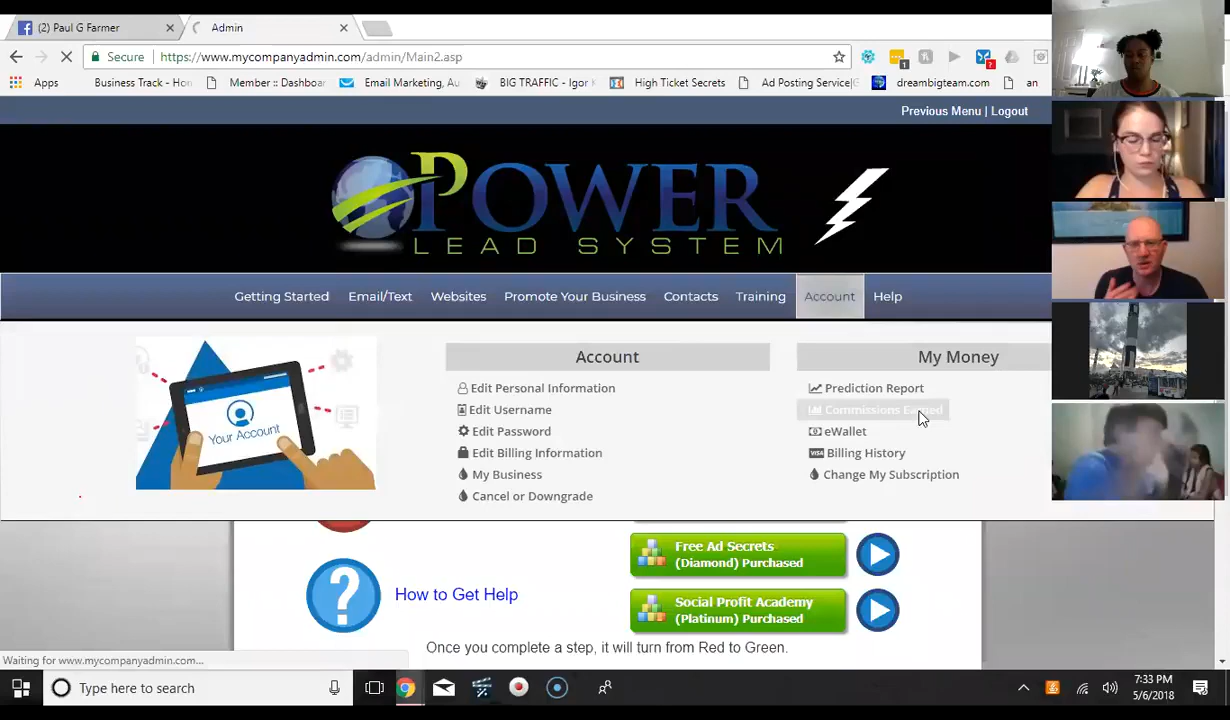 (2) Paul G Farmer
Admin
Secure https://www.mycompanyadmin.com/admin/Main2.asp
Apps Business Track - Hon Member :: Dashboar Email Marketing, Au BIG TRAFFIC - Igor K High Ticket Secrets Ad Posting Service|G dreambigteam.com an
Previous Menu | Logout
POWER
LEAD SYSTEM
Getting Started Email/Text Websites Promote Your Business Contacts Training Account Help
Your Account
Account
Edit Personal Information
Edit Username
Edit Password
Edit Billing Information
My Business
Cancel or Downgrade
My Money
Prediction Report
Commissions Earned
eWallet
VISA Billing History
Change My Subscription
How to Get Help
Free Ad Secrets
(Diamond) Purchased
Social Profit Academy
(Platinum) Purchased
Once you complete a step, it will turn from Red to Green.
Waiting for www.mycompanyadmin.com...
Type here to search
7:33 PM
5/6/2018